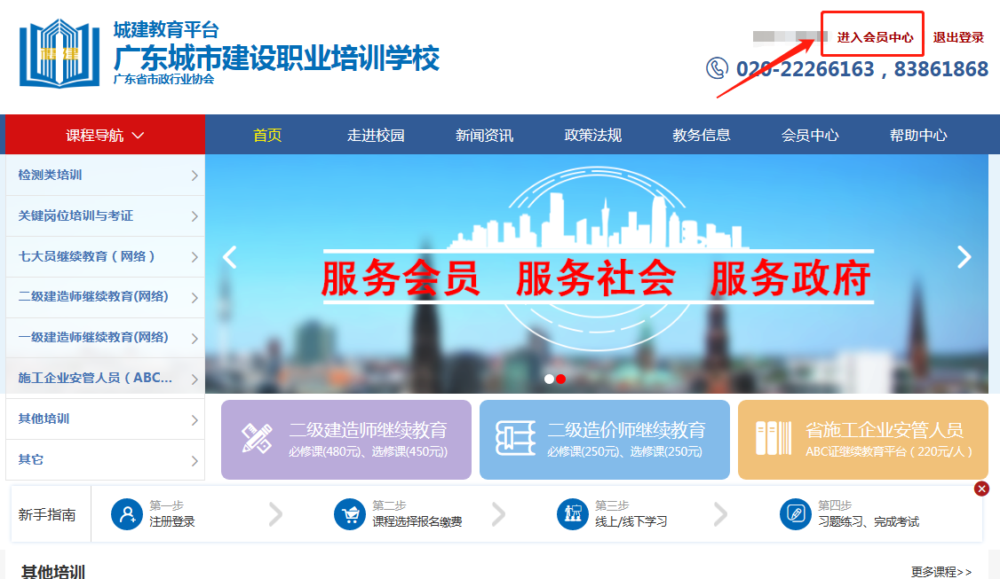 城建教育平台
广东城市建设职业培训学校
广东省市政行业协会
进入会员中心 退出登录
020-22266163，83861868
课程导航 首页 走进校园 新闻资讯 政策法规 教务信息 会员中心 帮助中心
检测类培训
关键岗位培训与考证
七大员继续教育（网络）
二级建造师继续教育(网络)
一级建造师继续教育(网络)
施工企业安管人员（ABC...
其他培训
其它
服务会员 服务社会 服务政府
二级建造师继续教育
必修课(480元)、选修课(450元))
二级造价师继续教育
必修课(250元)、选修课(250元)
省施工企业安管人员
ABC证继续教育平台（220元/人）
新手指南
第一步
注册登录
第二步
课程选择报名缴费
第三步
线上/线下学习
第四步
习题练习、完成考试
其他培训
更多课程>>